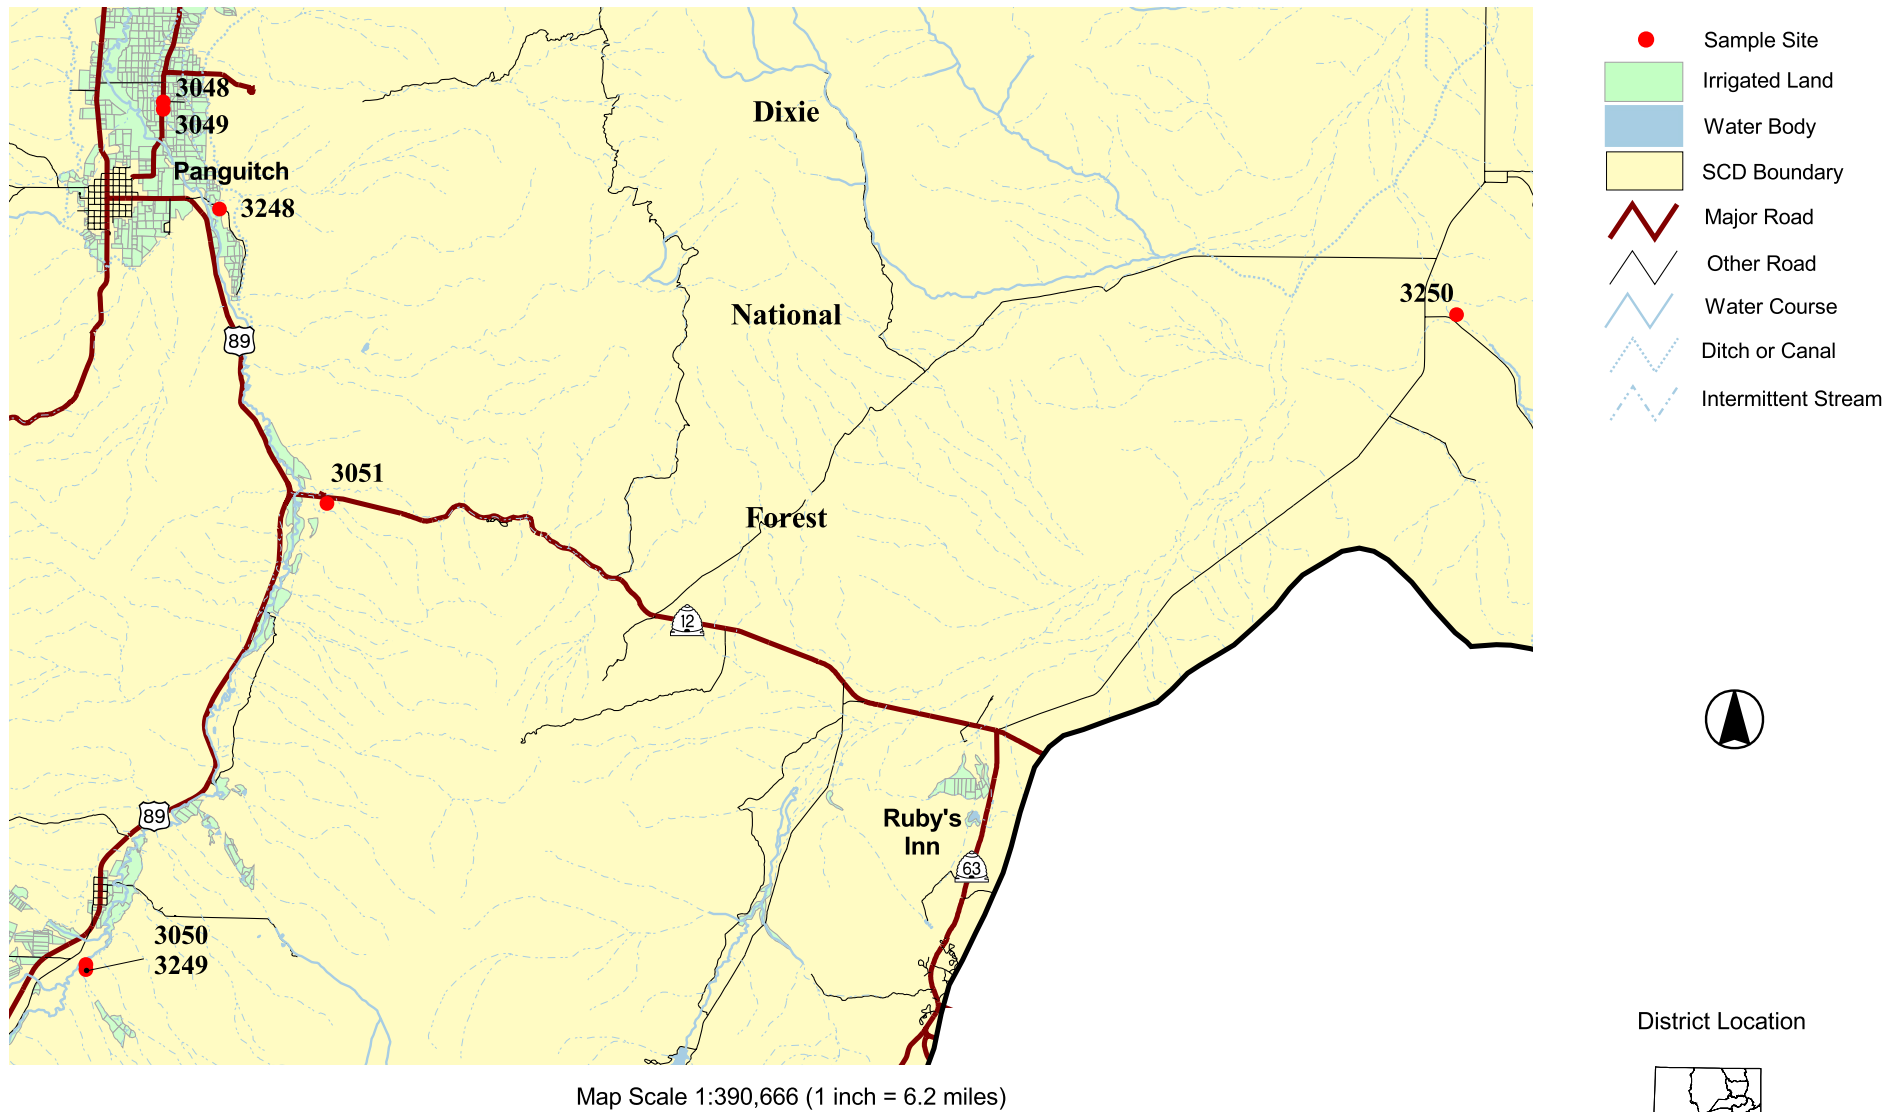 3048
3049
Panguitch
3248
89
3051
Dixie
National
Forest
3250
12
89
Ruby's
Inn
63
3050
3249
Sample Site
Irrigated Land
Water Body
SCD Boundary
Major Road
Other Road
Water Course
Ditch or Canal
Intermittent Stream
District Location
Map Scale 1:390,666 (1 inch = 6.2 miles)